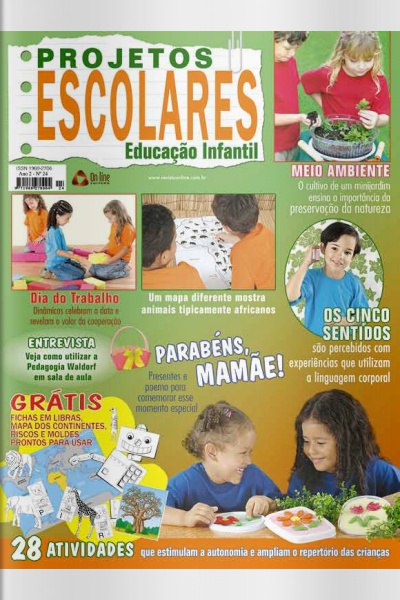 PROJETOS
ESCOLARES
Educação Infantil
Ano 2 - Nº 24
On line
EDITORA
www.revistaonline.com.br
MEIO AMBIENTE
O cultivo de um minijardim
ensina a importância da
preservação da natureza
Dia do Trabalho
Dinâmicas celebram a data e
revelam o valor da cooperação
Um mapa diferente mostra
animais tipicamente africanos
OS CINCO
SENTIDOS
são percebidos com
experiências que utilizam
a linguagem corporal
ENTREVISTA
Veja como utilizar a
Pedagogia Waldorf
em sala de aula
PARABÉNS,
MAMÃE!
Presentes e
poema para
comemorar esse
momento especial
GRÁTIS
FICHAS EM LIBRAS,
MAPA DOS CONTINENTES,
RISCOS E MOLDES
PRONTOS PARA USAR
28 ATIVIDADES que estimulam a autonomia e ampliam o repertório das crianças